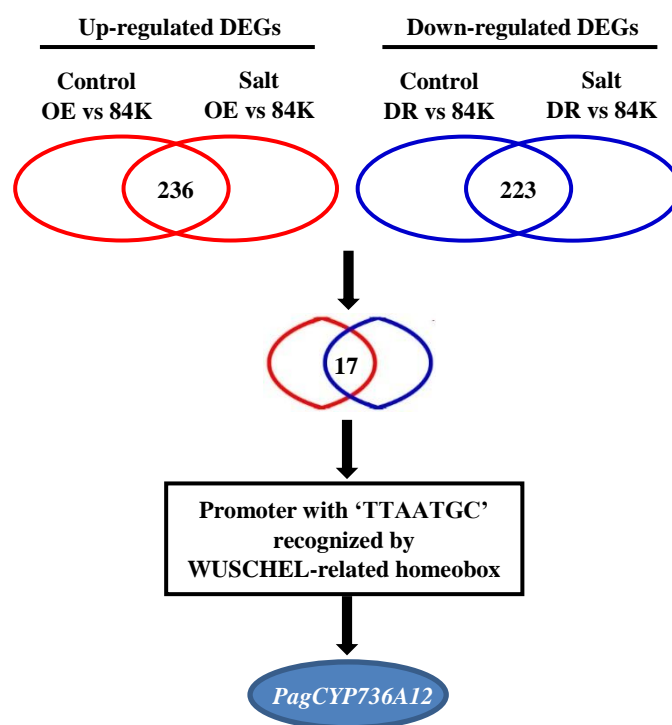 Up-regulated DEGs
Down-regulated DEGs
Control
OE vs 84K
Salt
OE vs 84K
Control
DR vs 84K
Salt
DR vs 84K
236
223
17
Promoter with ‘TTAATGC’
recognized by
WUSCHEL-related homeobox
PagCYP736A12